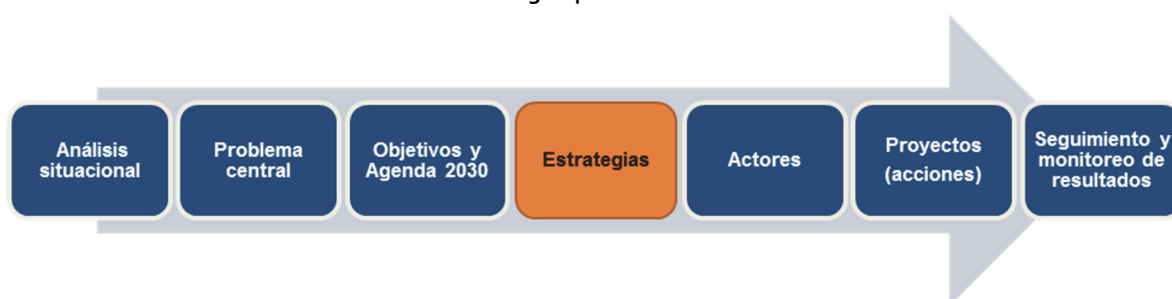 Análisis
situacional
Problema
central
Objetivos y
Agenda 2030
Estrategias
Actores
Proyectos
(acciones)
Seguimiento y
monitoreo de
resultados